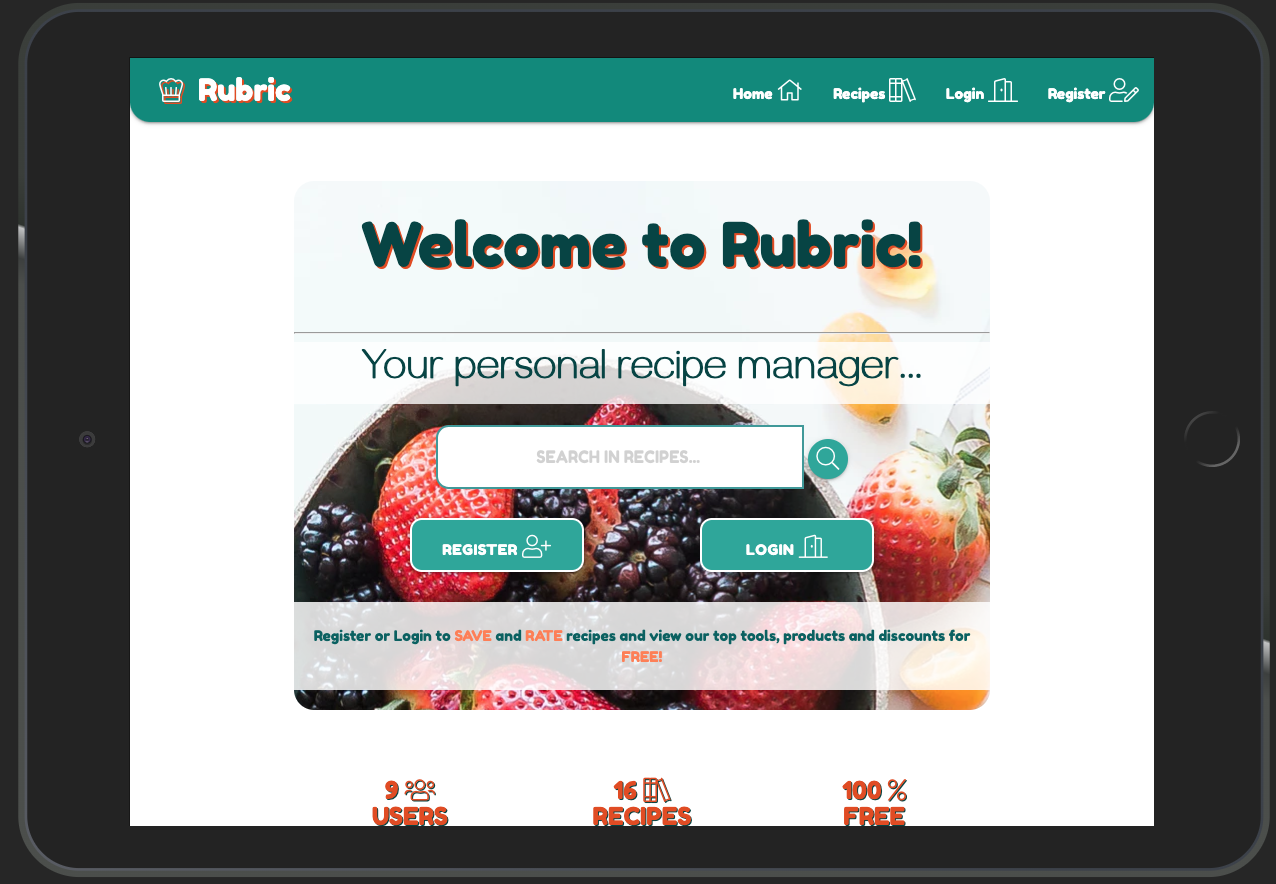 Rubric
Home Recipes Login Register
Welcome to Rubric!
Your personal recipe manager...
SEARCH IN RECIPES...
REGISTER LOGIN
Register or Login to SAVE and RATE recipes and view our top tools, products and discounts for
FREE!
9 16 100 %
USERS RECIPES FREE